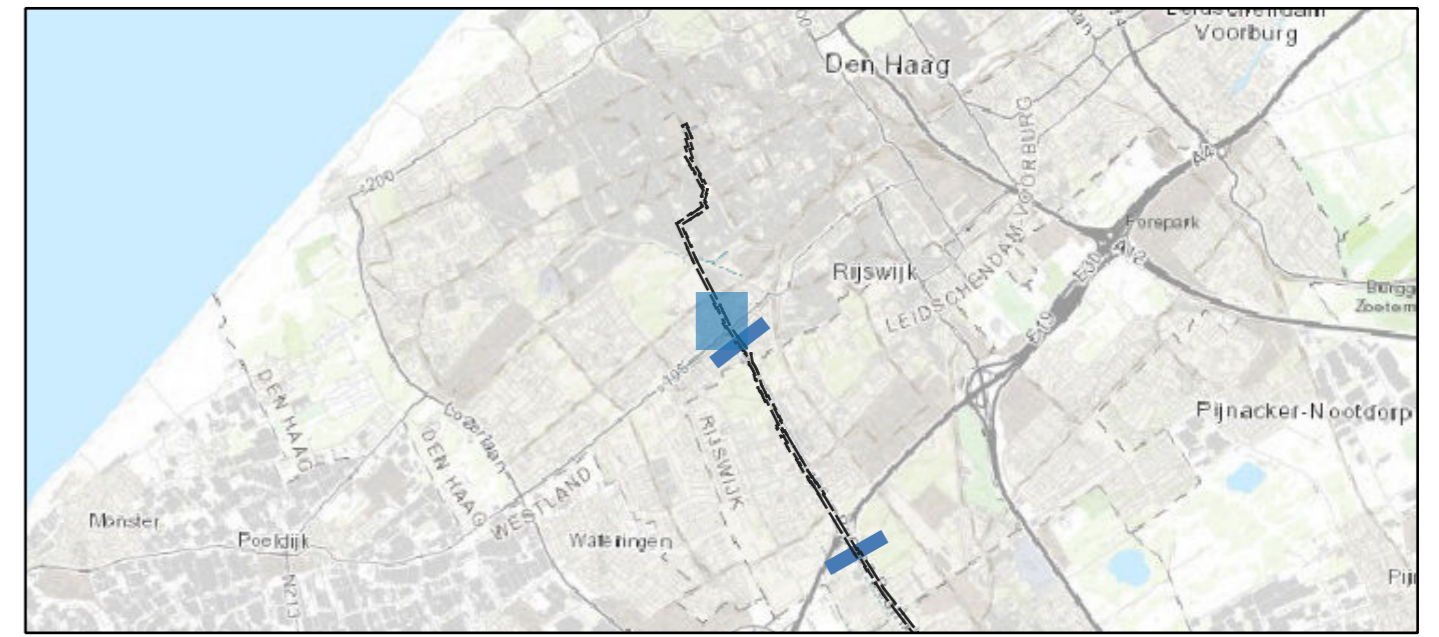 Voorburg
Den Haag
s200
LEIDSCHENDAM VOORBURG
A4
Forepark
A12
E30
E19
Rijswijk
Zoetem
DEN HAAG
Lozerlaan
DEN HAAG
RIJSWIJK
WESTLAND
Pijnacker-Nootdorp
Monster
Poeldijk
N213
Wateringen